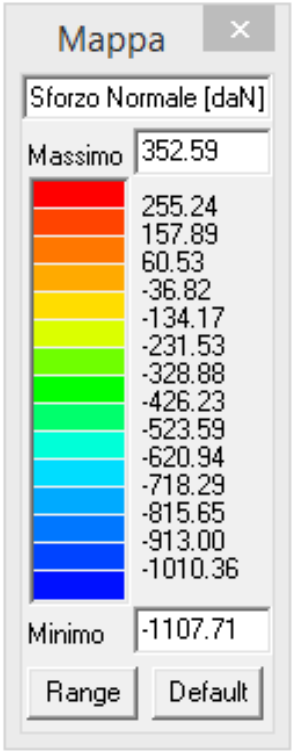 Mappa
Sforzo Normale [daN]
Massimo 352.59
255.24
157.89
60.53
-36.82
-134.17
-231.53
-328.88
-426.23
-523.59
-620.94
-718.29
-815.65
-913.00
-1010.36
Minimo -1107.71
Range Default